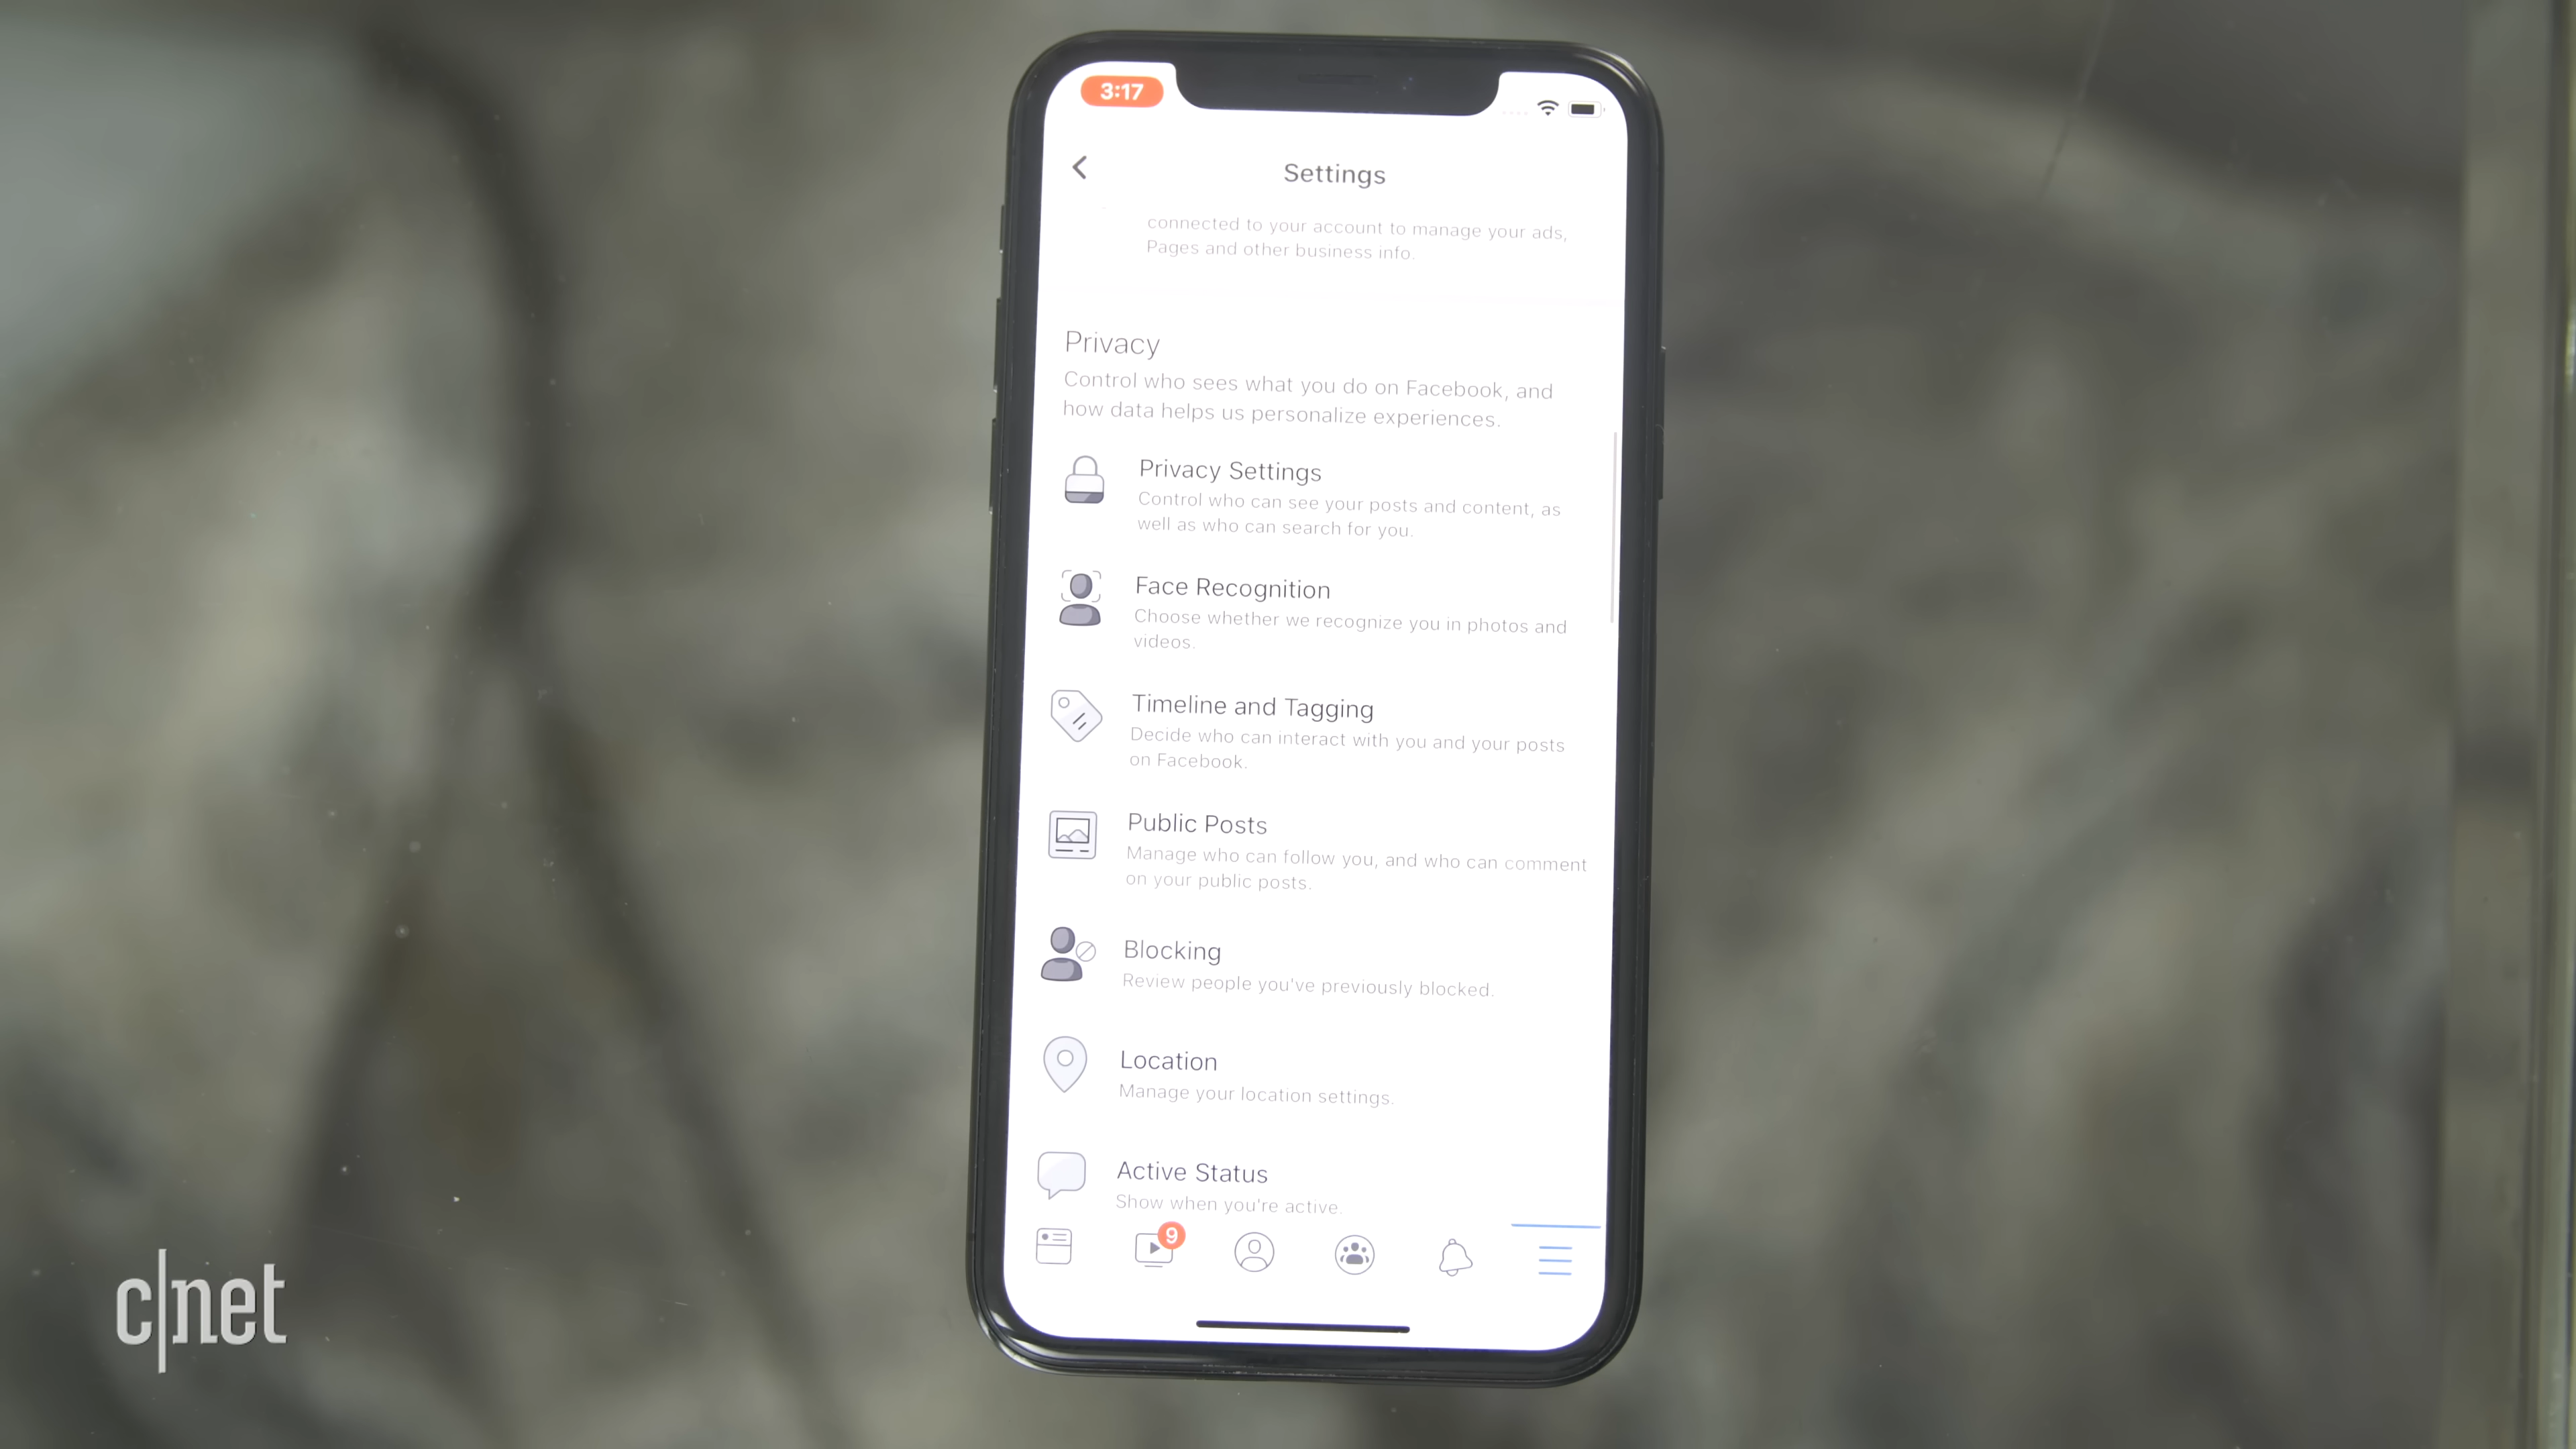 3:17
Settings
connected to your account to manage your ads,
Pages and other business info.
Privacy
Control who sees what you do on Facebook, and
how data helps us personalize experiences.
Privacy Settings
Control who can see your posts and content, as
well as who can search for you.
Face Recognition
Choose whether we recognize you in photos and
videos.
Timeline and Tagging
Decide who can interact with you and your posts
on Facebook.
Public Posts
Manage who can follow you, and who can comment
on your public posts.
Blocking
Review people you've previously blocked.
Location
Manage your location settings.
Active Status
Show when you're active.
9
c|net